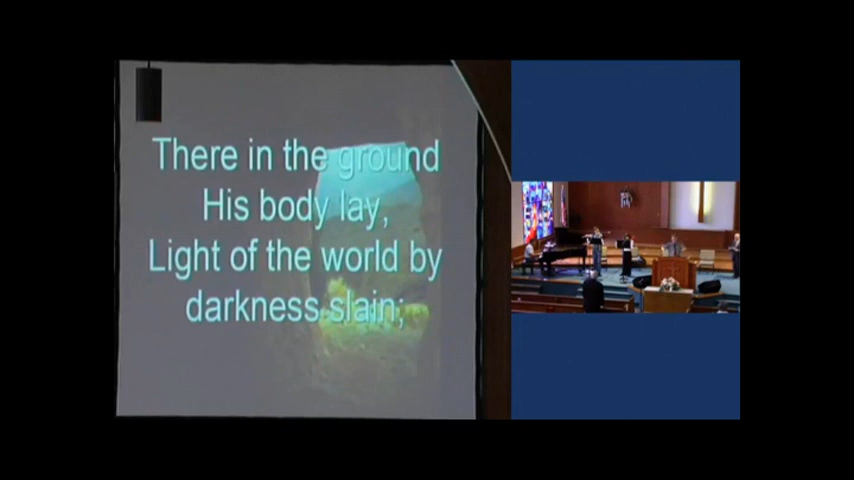 There in the ground
His body lay,
Light of the world by
darkness slain;